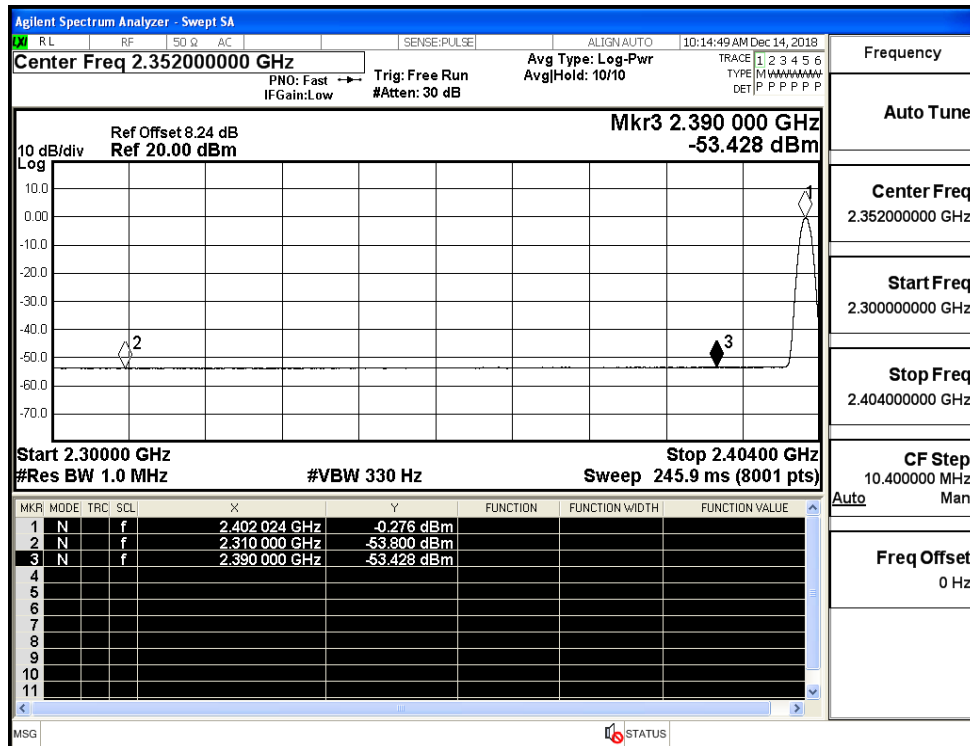 Agilent Spectrum Analyzer - Swept SA
LXI RL RF 50 Ω AC SENSE:PULSE ALIGN AUTO 10:14:49 AM Dec 14, 2018
Center Freq 2.352000000 GHz
PNO: Fast
IFGain:Low
Trig: Free Run
#Atten: 30 dB
Avg Type: Log-Pwr
Avg|Hold: 10/10
TRACE 1 2 3 4 5 6
TYPE M
DET P P P P P P
Frequency
Auto Tune
Center Freq
2.352000000 GHz
Start Freq
2.300000000 GHz
Stop Freq
2.404000000 GHz
CF Step
10.400000 MHz
Auto Man
Freq Offset
0 Hz
Mkr3 2.390 000 GHz
-53.428 dBm
Ref Offset 8.24 dB
10 dB/div Ref 20.00 dBm
Log
10.0
0.00
-10.0
-20.0
-30.0
-40.0
-50.0
-60.0
-70.0
1
2
3
Start 2.30000 GHz Stop 2.40400 GHz
#Res BW 1.0 MHz #VBW 330 Hz Sweep 245.9 ms (8001 pts)
MKR MODE TRC SCL X Y FUNCTION FUNCTION WIDTH FUNCTION VALUE
1 N f 2.402 024 GHz -0.276 dBm
2 N f 2.310 000 GHz -53.800 dBm
3 N f 2.390 000 GHz -53.428 dBm
4
5
6
7
8
9
10
11
MSG STATUS